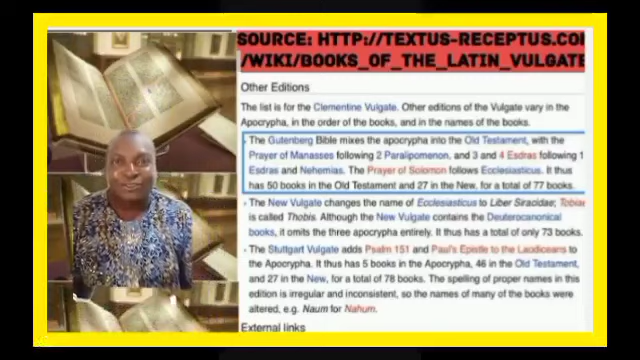 SOURCE: HTTP://TEXTUS-RECEPTUS.CO
/WIKI/BOOKS_OF_THE_LATIN_VULGATE
Other Editions
The list is for the Clementine Vulgate. Other editions of the Vulgate vary in the
Apocrypha, in the order of the books, and in the names of the books.
The Gutenberg Bible mixes the apocrypha into the Old Testament, with the
Prayer of Manasses following 2 Paralipomenon, and 3 and 4 Esdras following 1
Esdras and Nehemias. The Prayer of Solomon follows Ecclesiasticus. It thus
has 50 books in the Old Testament and 27 in the New, for a total of 77 books.
The New Vulgate changes the name of Ecclesiasticus to Liber Siracidae; Tobiae
is called Thobis. Although the New Vulgate contains the Deuterocanonical
books, it omits the three apocrypha entirely. It thus has a total of only 73 books.
The Stuttgart Vulgate adds Psalm 151 and Paul's Epistle to the Laodiceans to
the Apocrypha. It thus has 5 books in the Apocrypha, 46 in the Old Testament,
and 27 in the New, for a total of 78 books. The spelling of proper names in this
edition is irregular and inconsistent, so the names of many of the books were
altered, e.g. Naum for Nahum.
External links